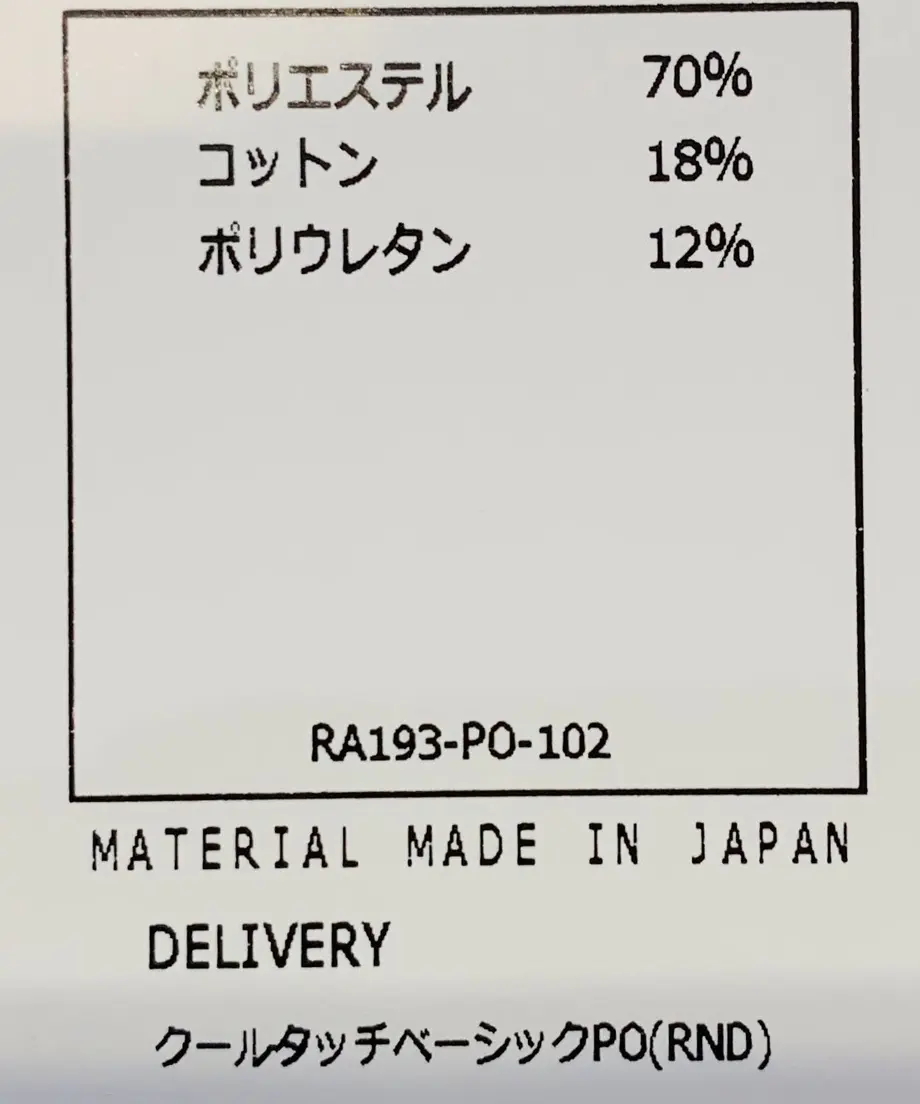 ポリエステル 70%
コットン 18%
ポリウレタン 12%
RA193-PO-102
MATERIAL MADE IN JAPAN
DELIVERY
クールタッチベーシックPO(RND)